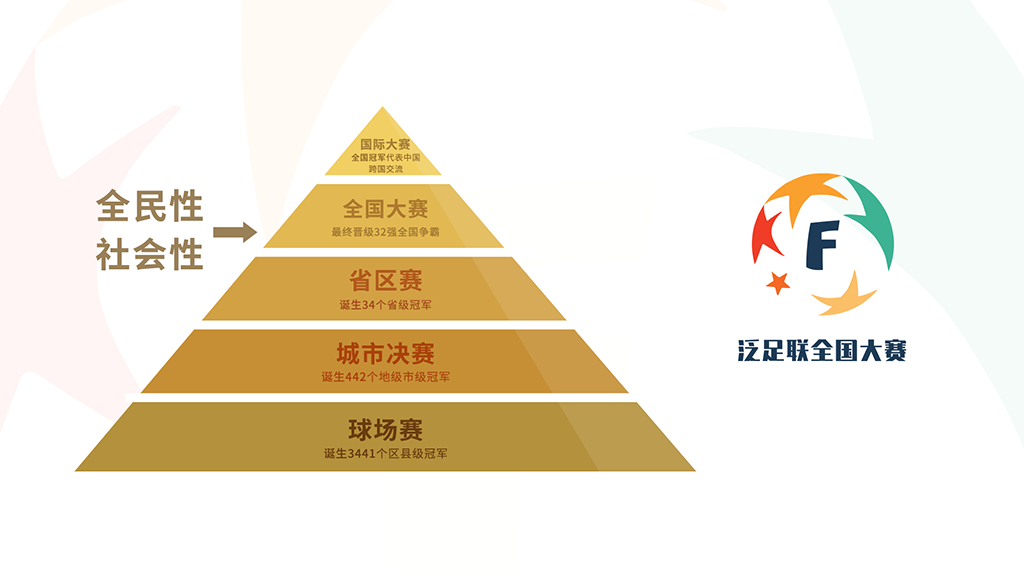 国际大赛
全国冠军代表中国
跨国交流
全民性
社会性
全国大赛
最终晋级32强全国争霸
省区赛
诞生34个省级冠军
城市决赛
诞生442个地级市级冠军
球场赛
诞生3441个区县级冠军
F
泛足联全国大赛